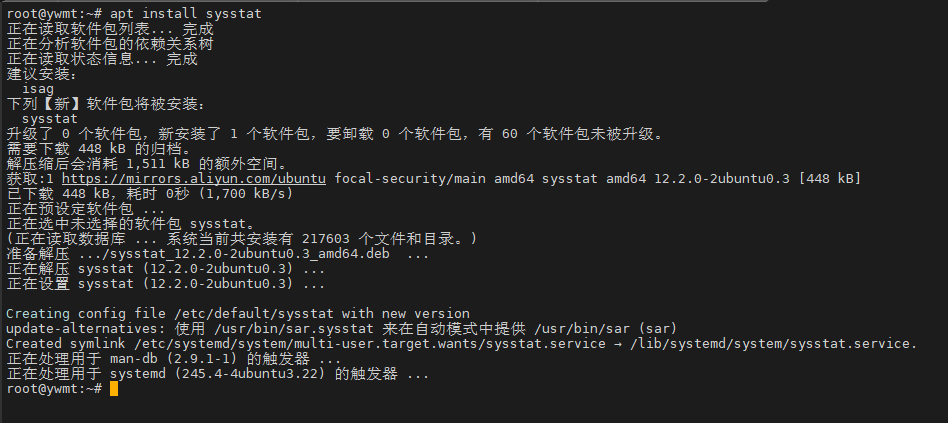 root@ywmt:~# apt install sysstat
正在读取软件包列表... 完成
正在分析软件包的依赖关系树
正在读取状态信息... 完成
建议安装：
  isag
下列【新】软件包将被安装：
  sysstat
升级了 0 个软件包，新安装了 1 个软件包，要卸载 0 个软件包，有 60 个软件包未被升级。
需要下载 448 kB 的归档。
解压缩后会消耗 1,511 kB 的额外空间。
获取:1 https://mirrors.aliyun.com/ubuntu focal-security/main amd64 sysstat amd64 12.2.0-2ubuntu0.3 [448 kB]
已下载 448 kB，耗时 0秒 (1,700 kB/s)
正在预设定软件包 ...
正在选中未选择的软件包 sysstat。
(正在读取数据库 ... 系统当前共安装有 217603 个文件和目录。)
准备解压 .../sysstat_12.2.0-2ubuntu0.3_amd64.deb  ...
正在解压 sysstat (12.2.0-2ubuntu0.3) ...
正在设置 sysstat (12.2.0-2ubuntu0.3) ...

Creating config file /etc/default/sysstat with new version
update-alternatives: 使用 /usr/bin/sar.sysstat 来在自动模式中提供 /usr/bin/sar (sar)
Created symlink /etc/systemd/system/multi-user.target.wants/sysstat.service → /lib/systemd/system/sysstat.service.
正在处理用于 man-db (2.9.1-1) 的触发器 ...
正在处理用于 systemd (245.4-4ubuntu3.22) 的触发器 ...
root@ywmt:~#